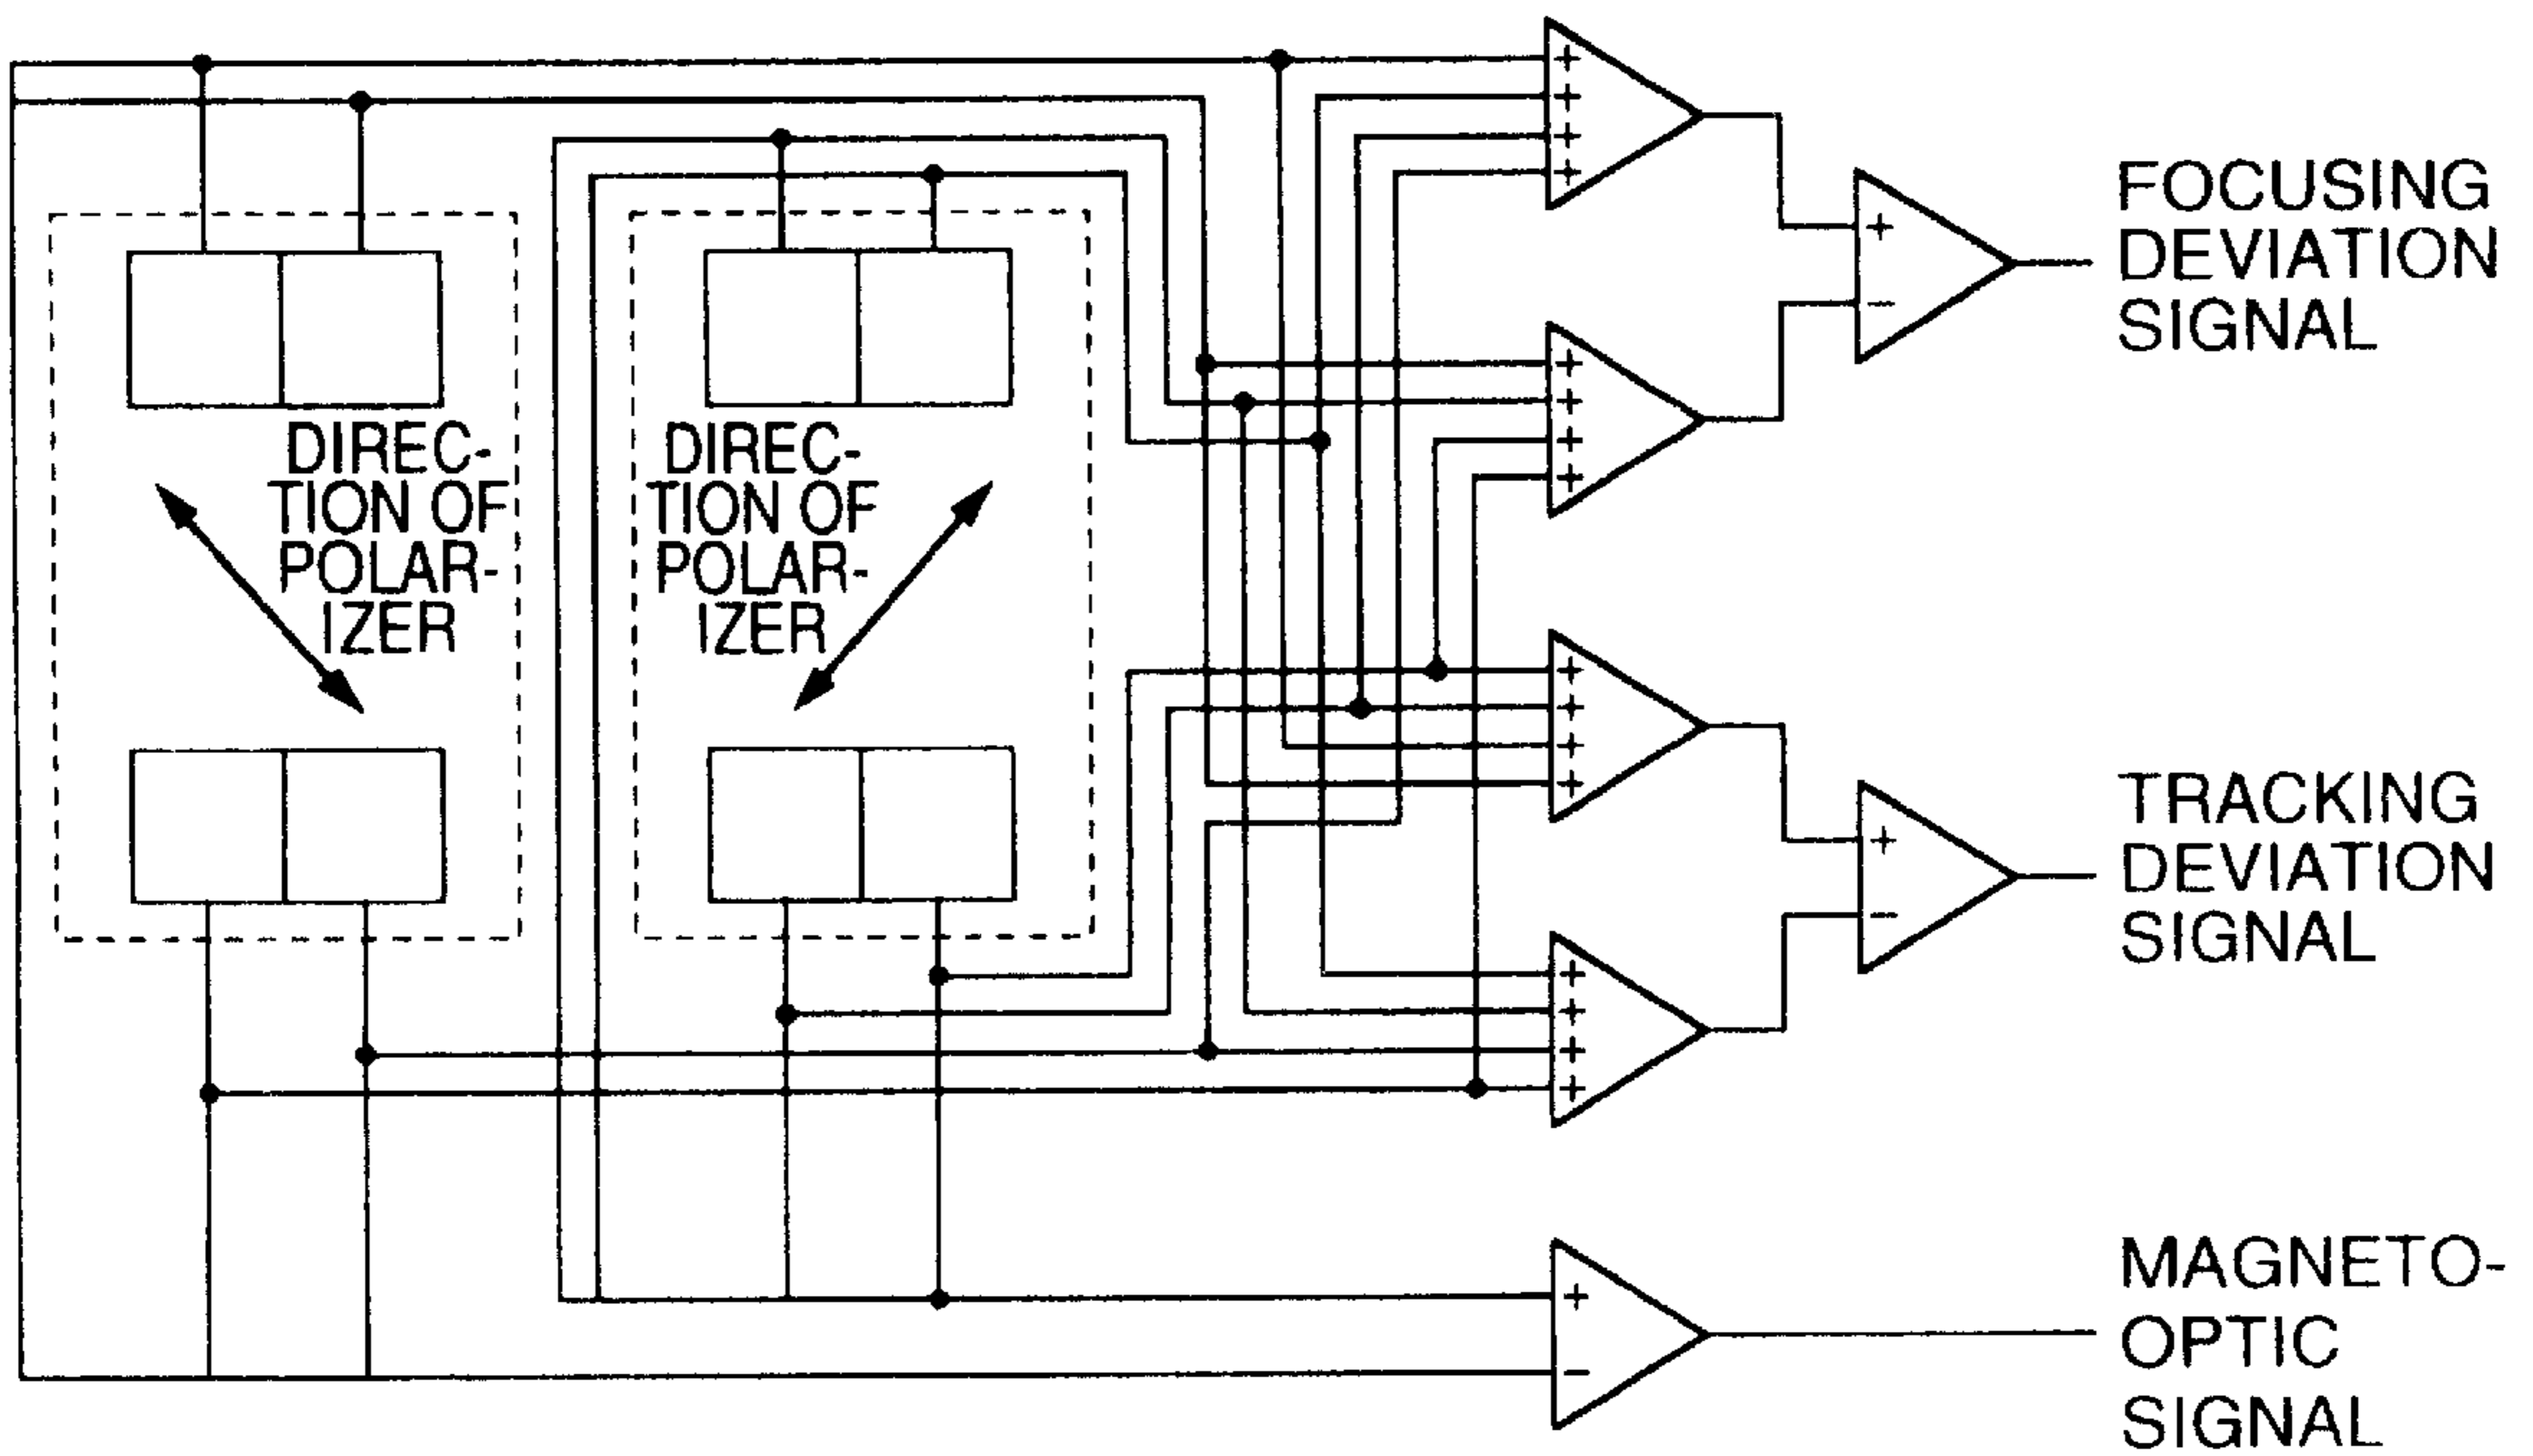 FOCUSING
DEVIATION
SIGNAL
DIREC-
TION OF
POLAR-
IZER
DIREC-
TION OF
POLAR-
IZER
TRACKING
DEVIATION
SIGNAL
MAGNETO-
OPTIC
SIGNAL
+
+
+
+
+
−
+
+
+
+
+
+
+
+
+
−
+
+
+
+
+
−